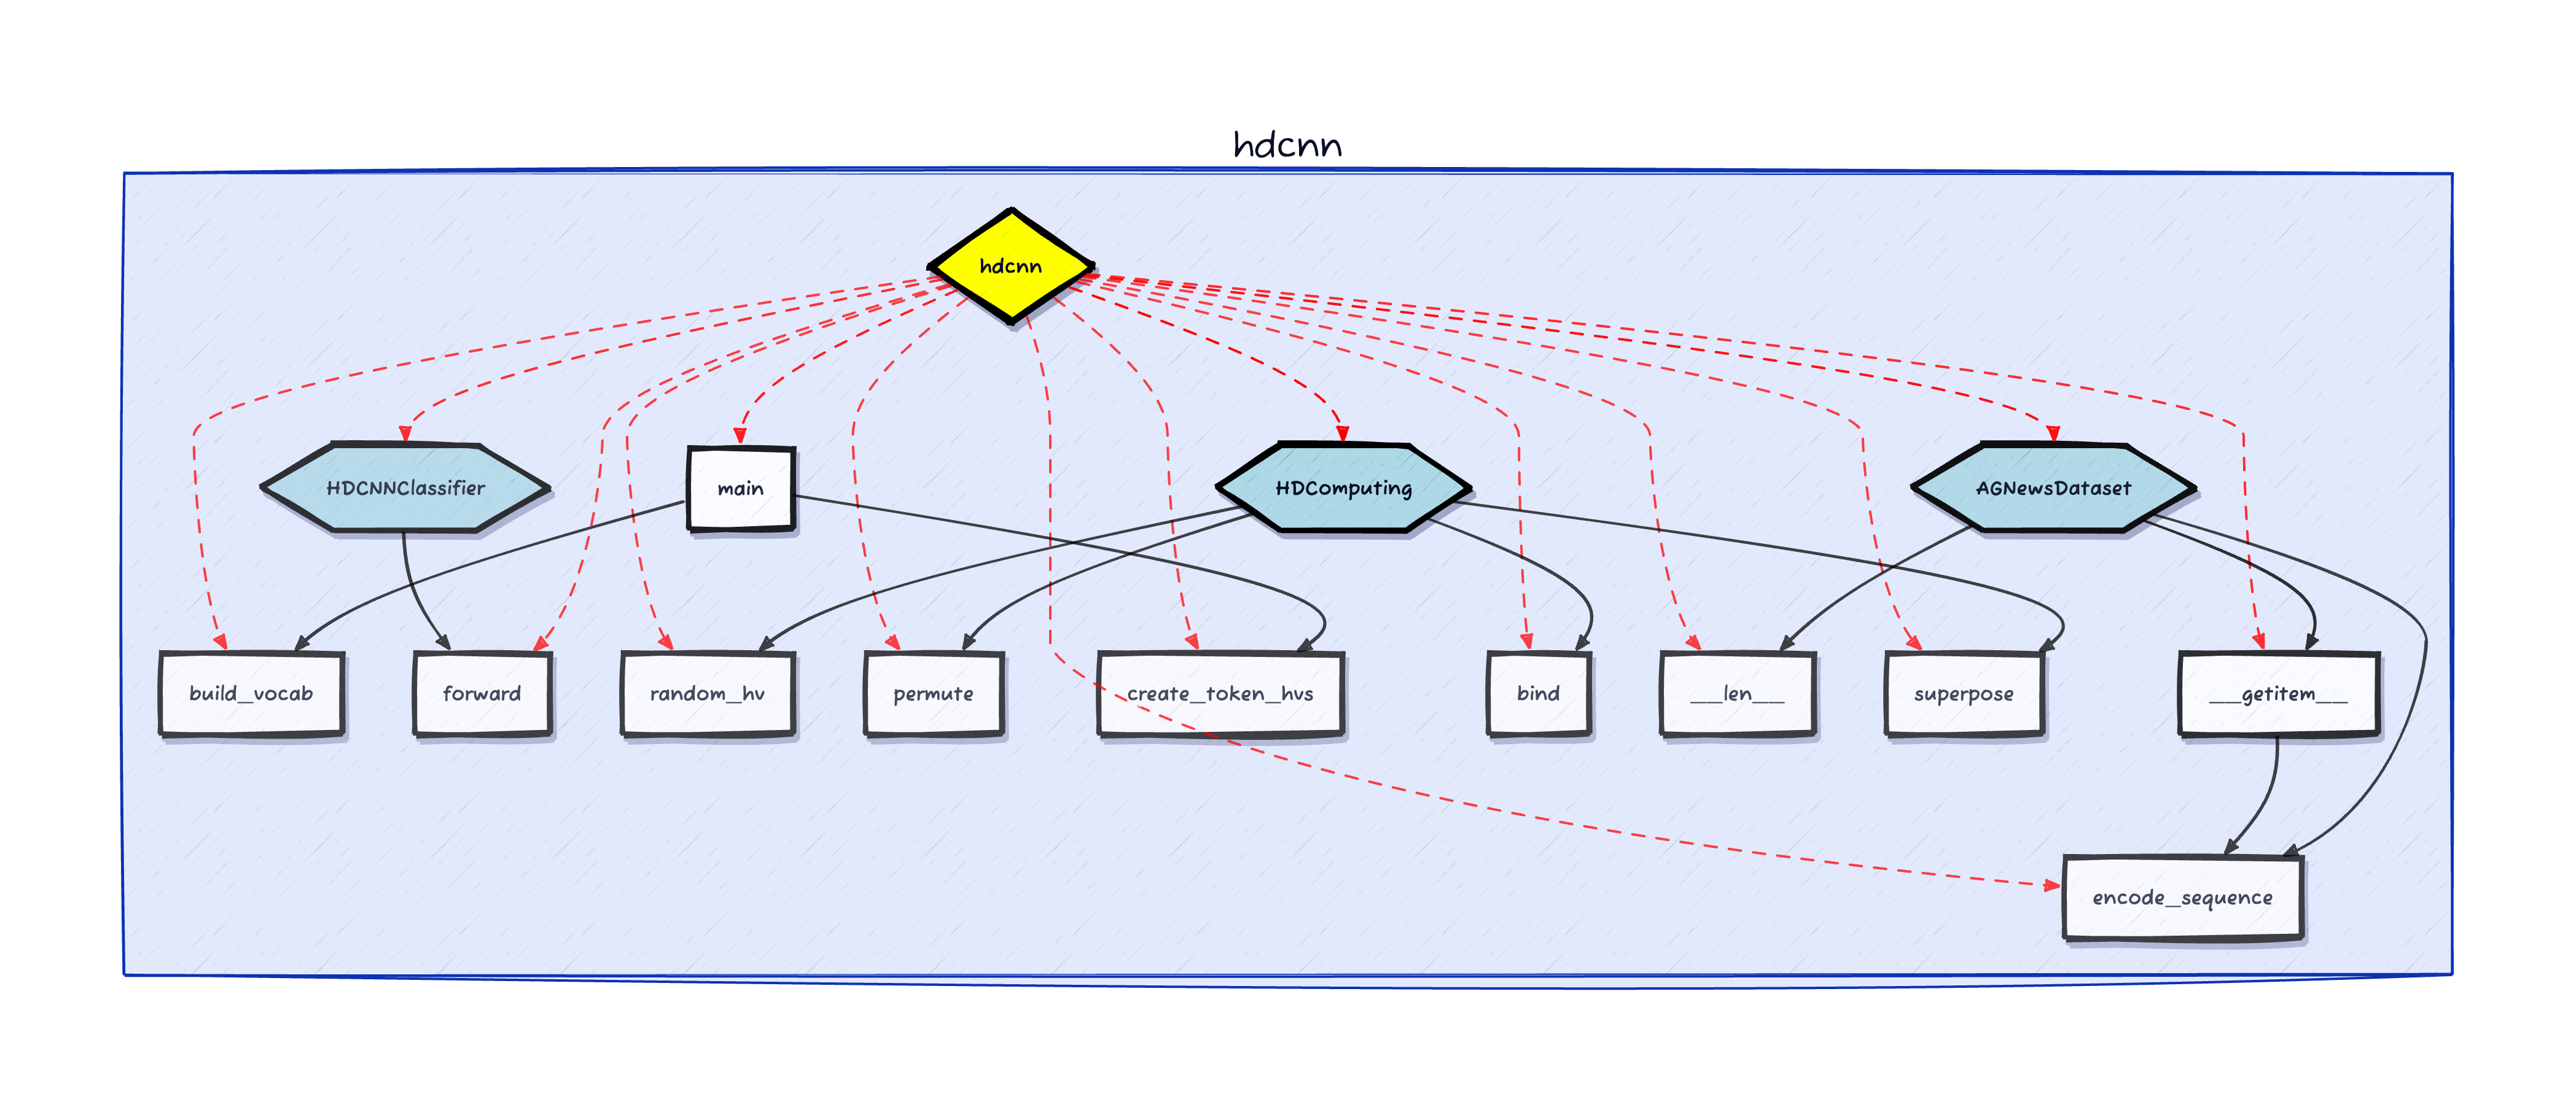 hdcnn
hdcnn
HDCNNClassifier
main
HDComputing
AGNewsDataset
build_vocab
forward
random_hv
permute
create_token_hvs
bind
__len__
superpose
__getitem__
encode_sequence